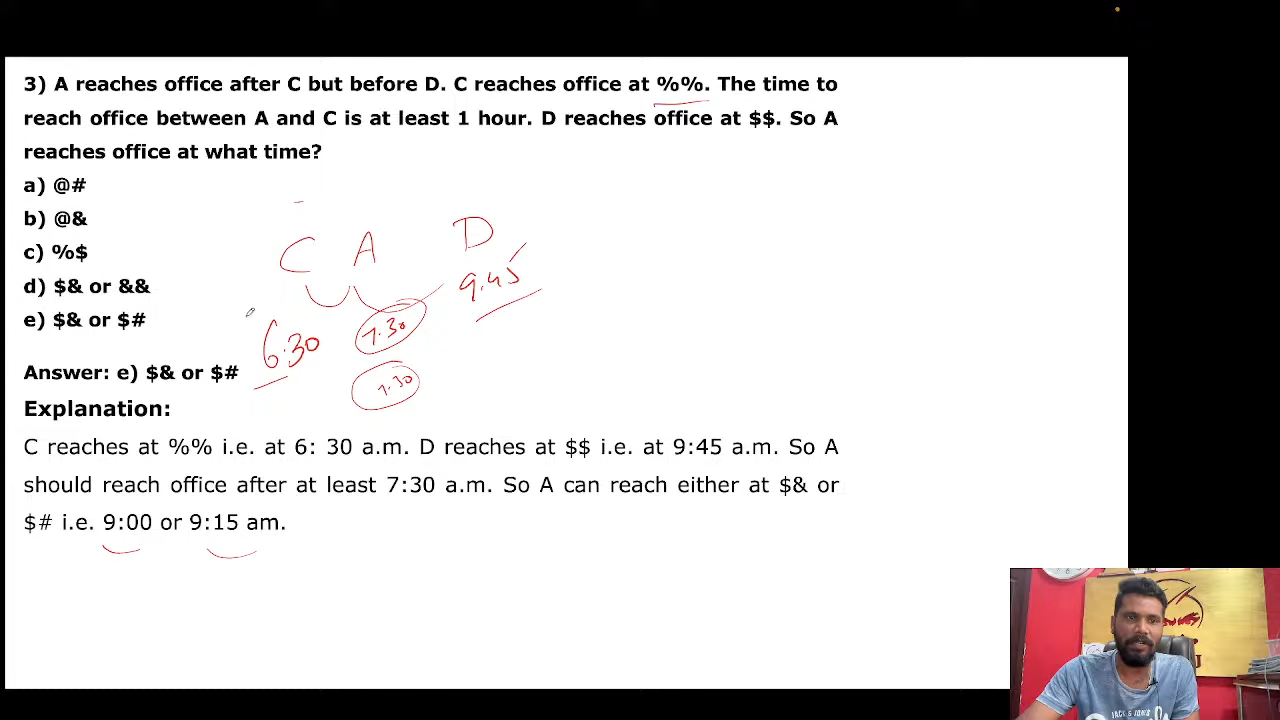 3) A reaches office after C but before D. C reaches office at %%. The time to
reach office between A and C is at least 1 hour. D reaches office at $$. So A
reaches office at what time?
a) @#
b) @&
c) %$
d) $& or &&
e) $& or $#
C A D
9.45
6.30 7.30
7.30
Answer: e) $& or $#
Explanation:
C reaches at %% i.e. at 6: 30 a.m. D reaches at $$ i.e. at 9:45 a.m. So A
should reach office after at least 7:30 a.m. So A can reach either at $& or
$# i.e. 9:00 or 9:15 am.